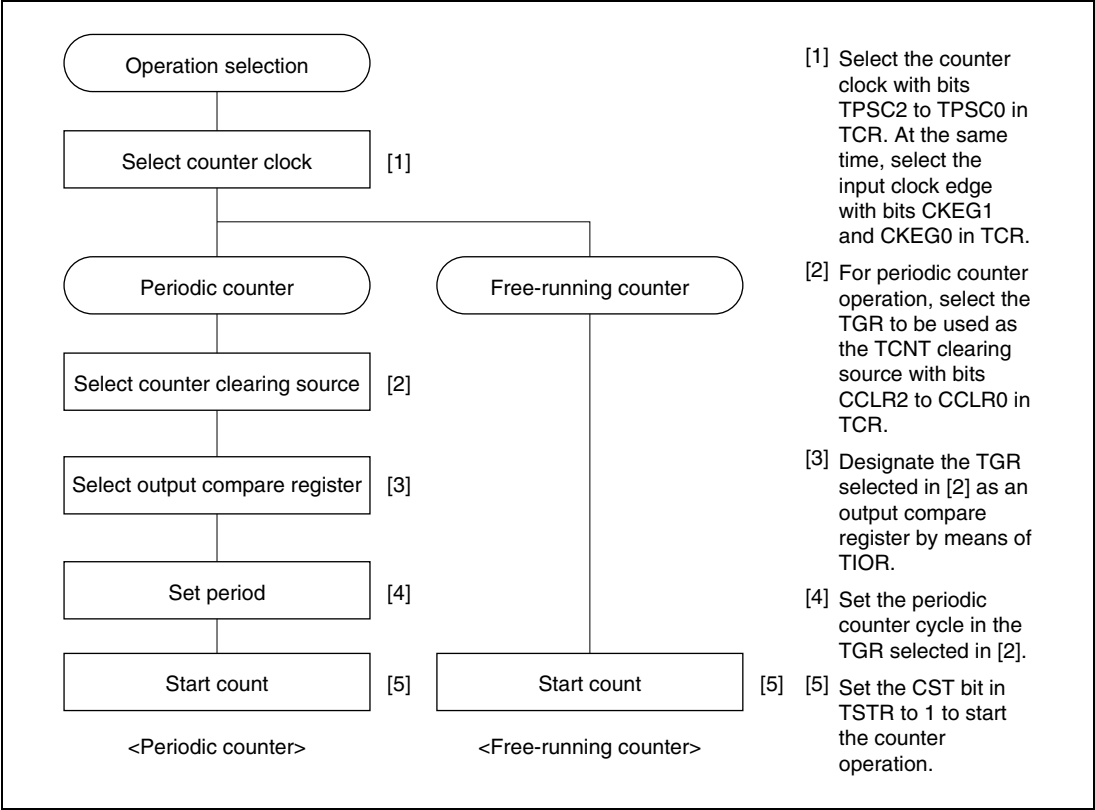 Operation selection
Select counter clock [1]
Periodic counter
Free-running counter
Select counter clearing source [2]
Select output compare register [3]
Set period [4]
Start count [5]
Start count [5]
<Periodic counter>
<Free-running counter>
[1] Select the counter
clock with bits
TPSC2 to TPSC0 in
TCR. At the same
time, select the
input clock edge
with bits CKEG1
and CKEG0 in TCR.
[2] For periodic counter
operation, select the
TGR to be used as
the TCNT clearing
source with bits
CCLR2 to CCLR0 in
TCR.
[3] Designate the TGR
selected in [2] as an
output compare
register by means of
TIOR.
[4] Set the periodic
counter cycle in the
TGR selected in [2].
[5] Set the CST bit in
TSTR to 1 to start
the counter
operation.